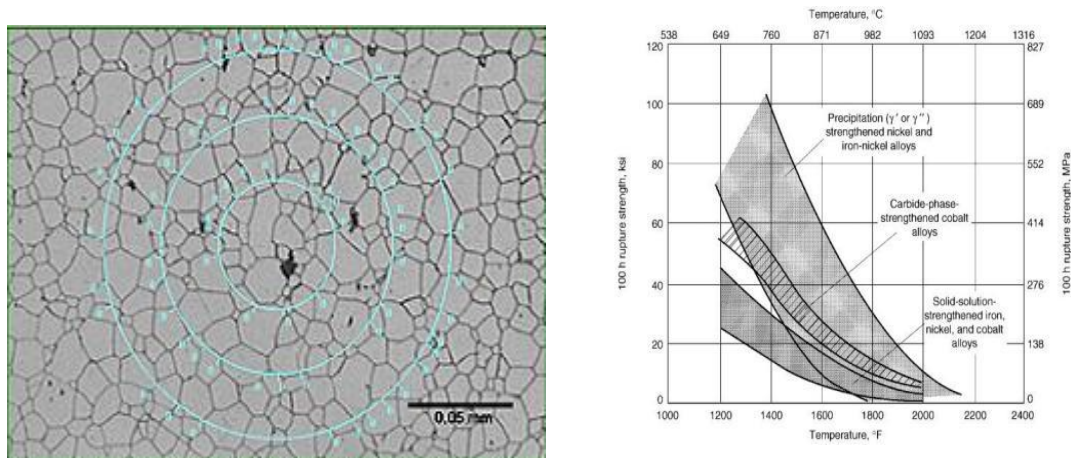 0.05 mm
Temperature, °C
538 649 760 871 982 1093 1204 1316
120 827
100 689
80 552
60 414
40 276
20 138
0 0
100 h rupture strength, ksi
100 h rupture strength, MPa
Precipitation (γ′ or γ″)
strengthened nickel and
iron-nickel alloys
Carbide-phase-
strengthened cobalt
alloys
Solid-solution-
strengthened iron,
nickel, and cobalt
alloys
1000 1200 1400 1600 1800 2000 2200 2400
Temperature, °F